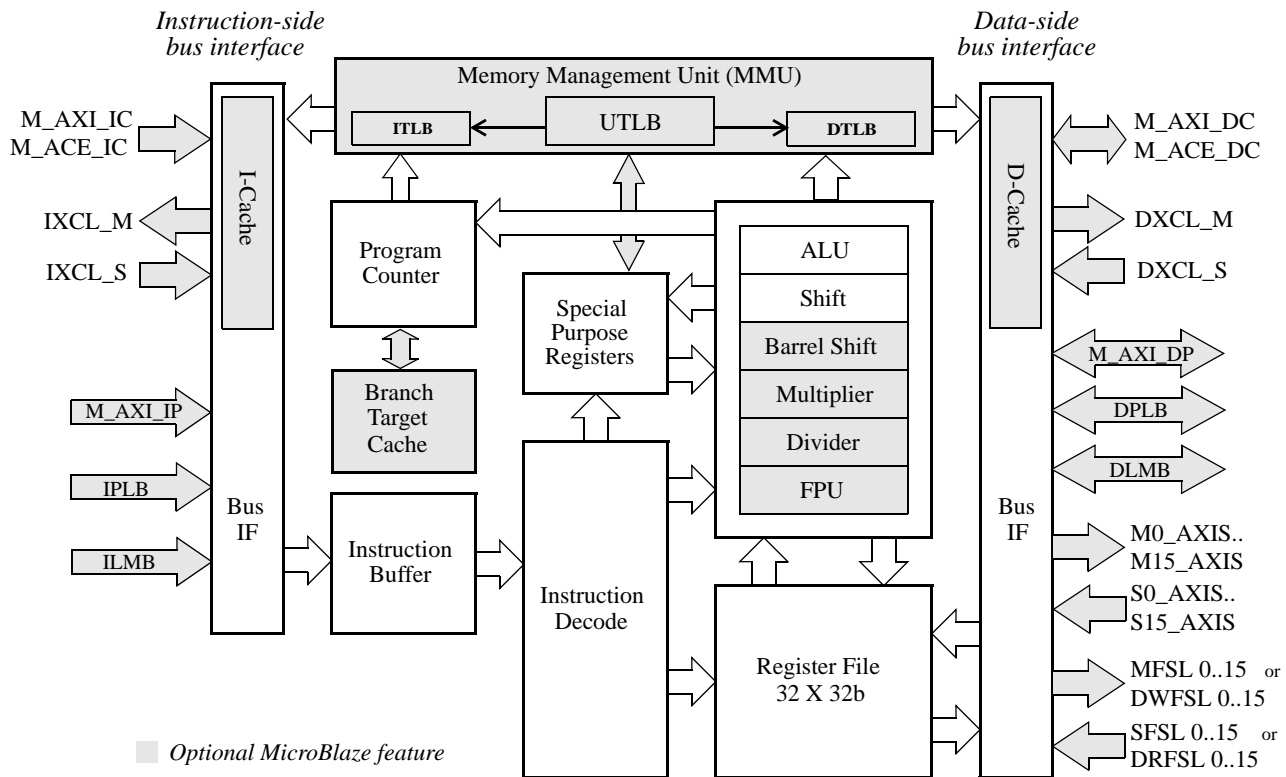 Instruction-side
bus interface
Data-side
bus interface
Memory Management Unit (MMU)
ITLB
UTLB
DTLB
M_AXI_IC
M_ACE_IC
IXCL_M
IXCL_S
I-Cache
M_AXI_IP
IPLB
ILMB
Bus
IF
Program
Counter
Branch
Target
Cache
Instruction
Buffer
Special
Purpose
Registers
Instruction
Decode
ALU
Shift
Barrel Shift
Multiplier
Divider
FPU
Register File
32 X 32b
D-Cache
Bus
IF
M_AXI_DC
M_ACE_DC
DXCL_M
DXCL_S
M_AXI_DP
DPLB
DLMB
M0_AXIS..
M15_AXIS
S0_AXIS..
S15_AXIS
MFSL 0..15 or
DWFSL 0..15
SFSL 0..15 or
DRFSL 0..15
Optional MicroBlaze feature